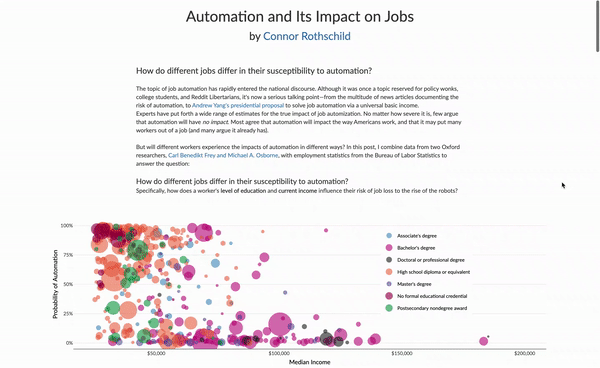 Automation and Its Impact on Jobs
by Connor Rothschild
How do different jobs differ in their susceptibility to automation?
The topic of job automation has rapidly entered the national discourse. Although it was once a topic reserved for policy wonks,
college students, and Reddit Libertarians, it's now a serious talking point—from the multitude of news articles documenting the
risk of automation, to Andrew Yang's presidential proposal to solve job automation via a universal basic income.
Experts have put forth a wide range of estimates for the true impact of job automization. No matter how severe it is, few argue
that automation will have no impact. Most agree that automation will impact the way Americans work, and that it may put many
workers out of a job (and many argue it already has).
But will different workers experience the impacts of automation in different ways? In this post, I combine data from two Oxford
researchers, Carl Benedikt Frey and Michael A. Osborne, with employment statistics from the Bureau of Labor Statistics to
answer the question:
How do different jobs differ in their susceptibility to automation?
Specifically, how does a worker's level of education and current income influence their risk of job loss to the rise of the robots?
100%
75%
50%
25%
0%
Probability of Automation
Associate's degree
Bachelor's degree
Doctoral or professional degree
High school diploma or equivalent
Master's degree
No formal educational credential
Postsecondary nondegree award
$50,000
$100,000
$150,000
$200,000
Median Income